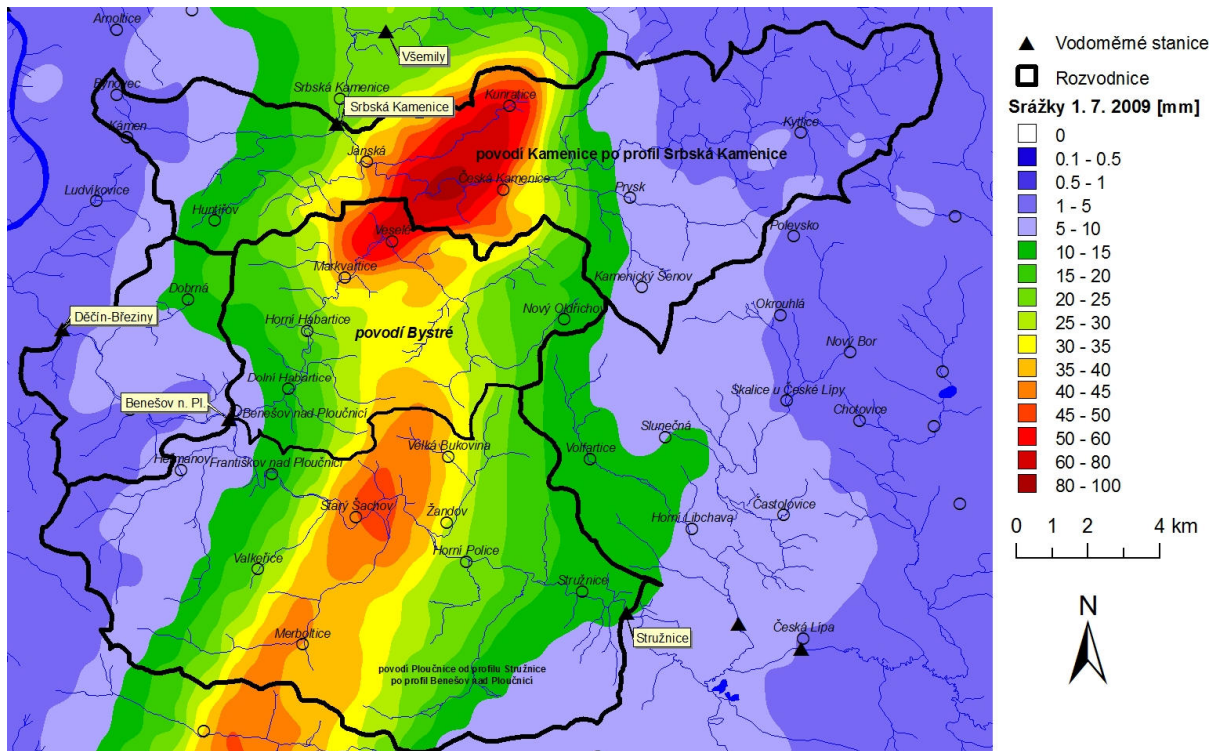 Arnoltice
Všemily
Bynovec
Srbská Kamenice
Srbská Kamenice
Kunratice
Kámen
Kytlice
Janská
povodí Kamenice po profil Srbská Kamenice
Česká Kamenice
Prysk
Ludvíkovice
Huntířov
Veselé
Polevsko
Markvartice
Kamenický Šenov
Dobrná
Okrouhlá
Nový Oldřichov
Děčín-Březiny
Horní Habartice
povodí Bystré
Nový Bor
Dolní Habartice
Skalice u České Lípy
Benešov n. Pl.
Benešov nad Ploučnicí
Chotovice
Slunečná
Velká Bukovina
Volfartice
Heřmanov
Františkov nad Ploučnicí
Starý Šachov
Žandov
Častolovice
Horní Libchava
Valkeřice
Horní Police
Stružnice
Merboltice
Stružnice
Česká Lípa
povodí Ploučnice od profilu Stružnice
po profil Benešov nad Ploučnicí
Vodoměrné stanice
Rozvodnice
Srážky 1. 7. 2009 [mm]
0
0.1 - 0.5
0.5 - 1
1 - 5
5 - 10
10 - 15
15 - 20
20 - 25
25 - 30
30 - 35
35 - 40
40 - 45
45 - 50
50 - 60
60 - 80
80 - 100
0 2 4 km
N